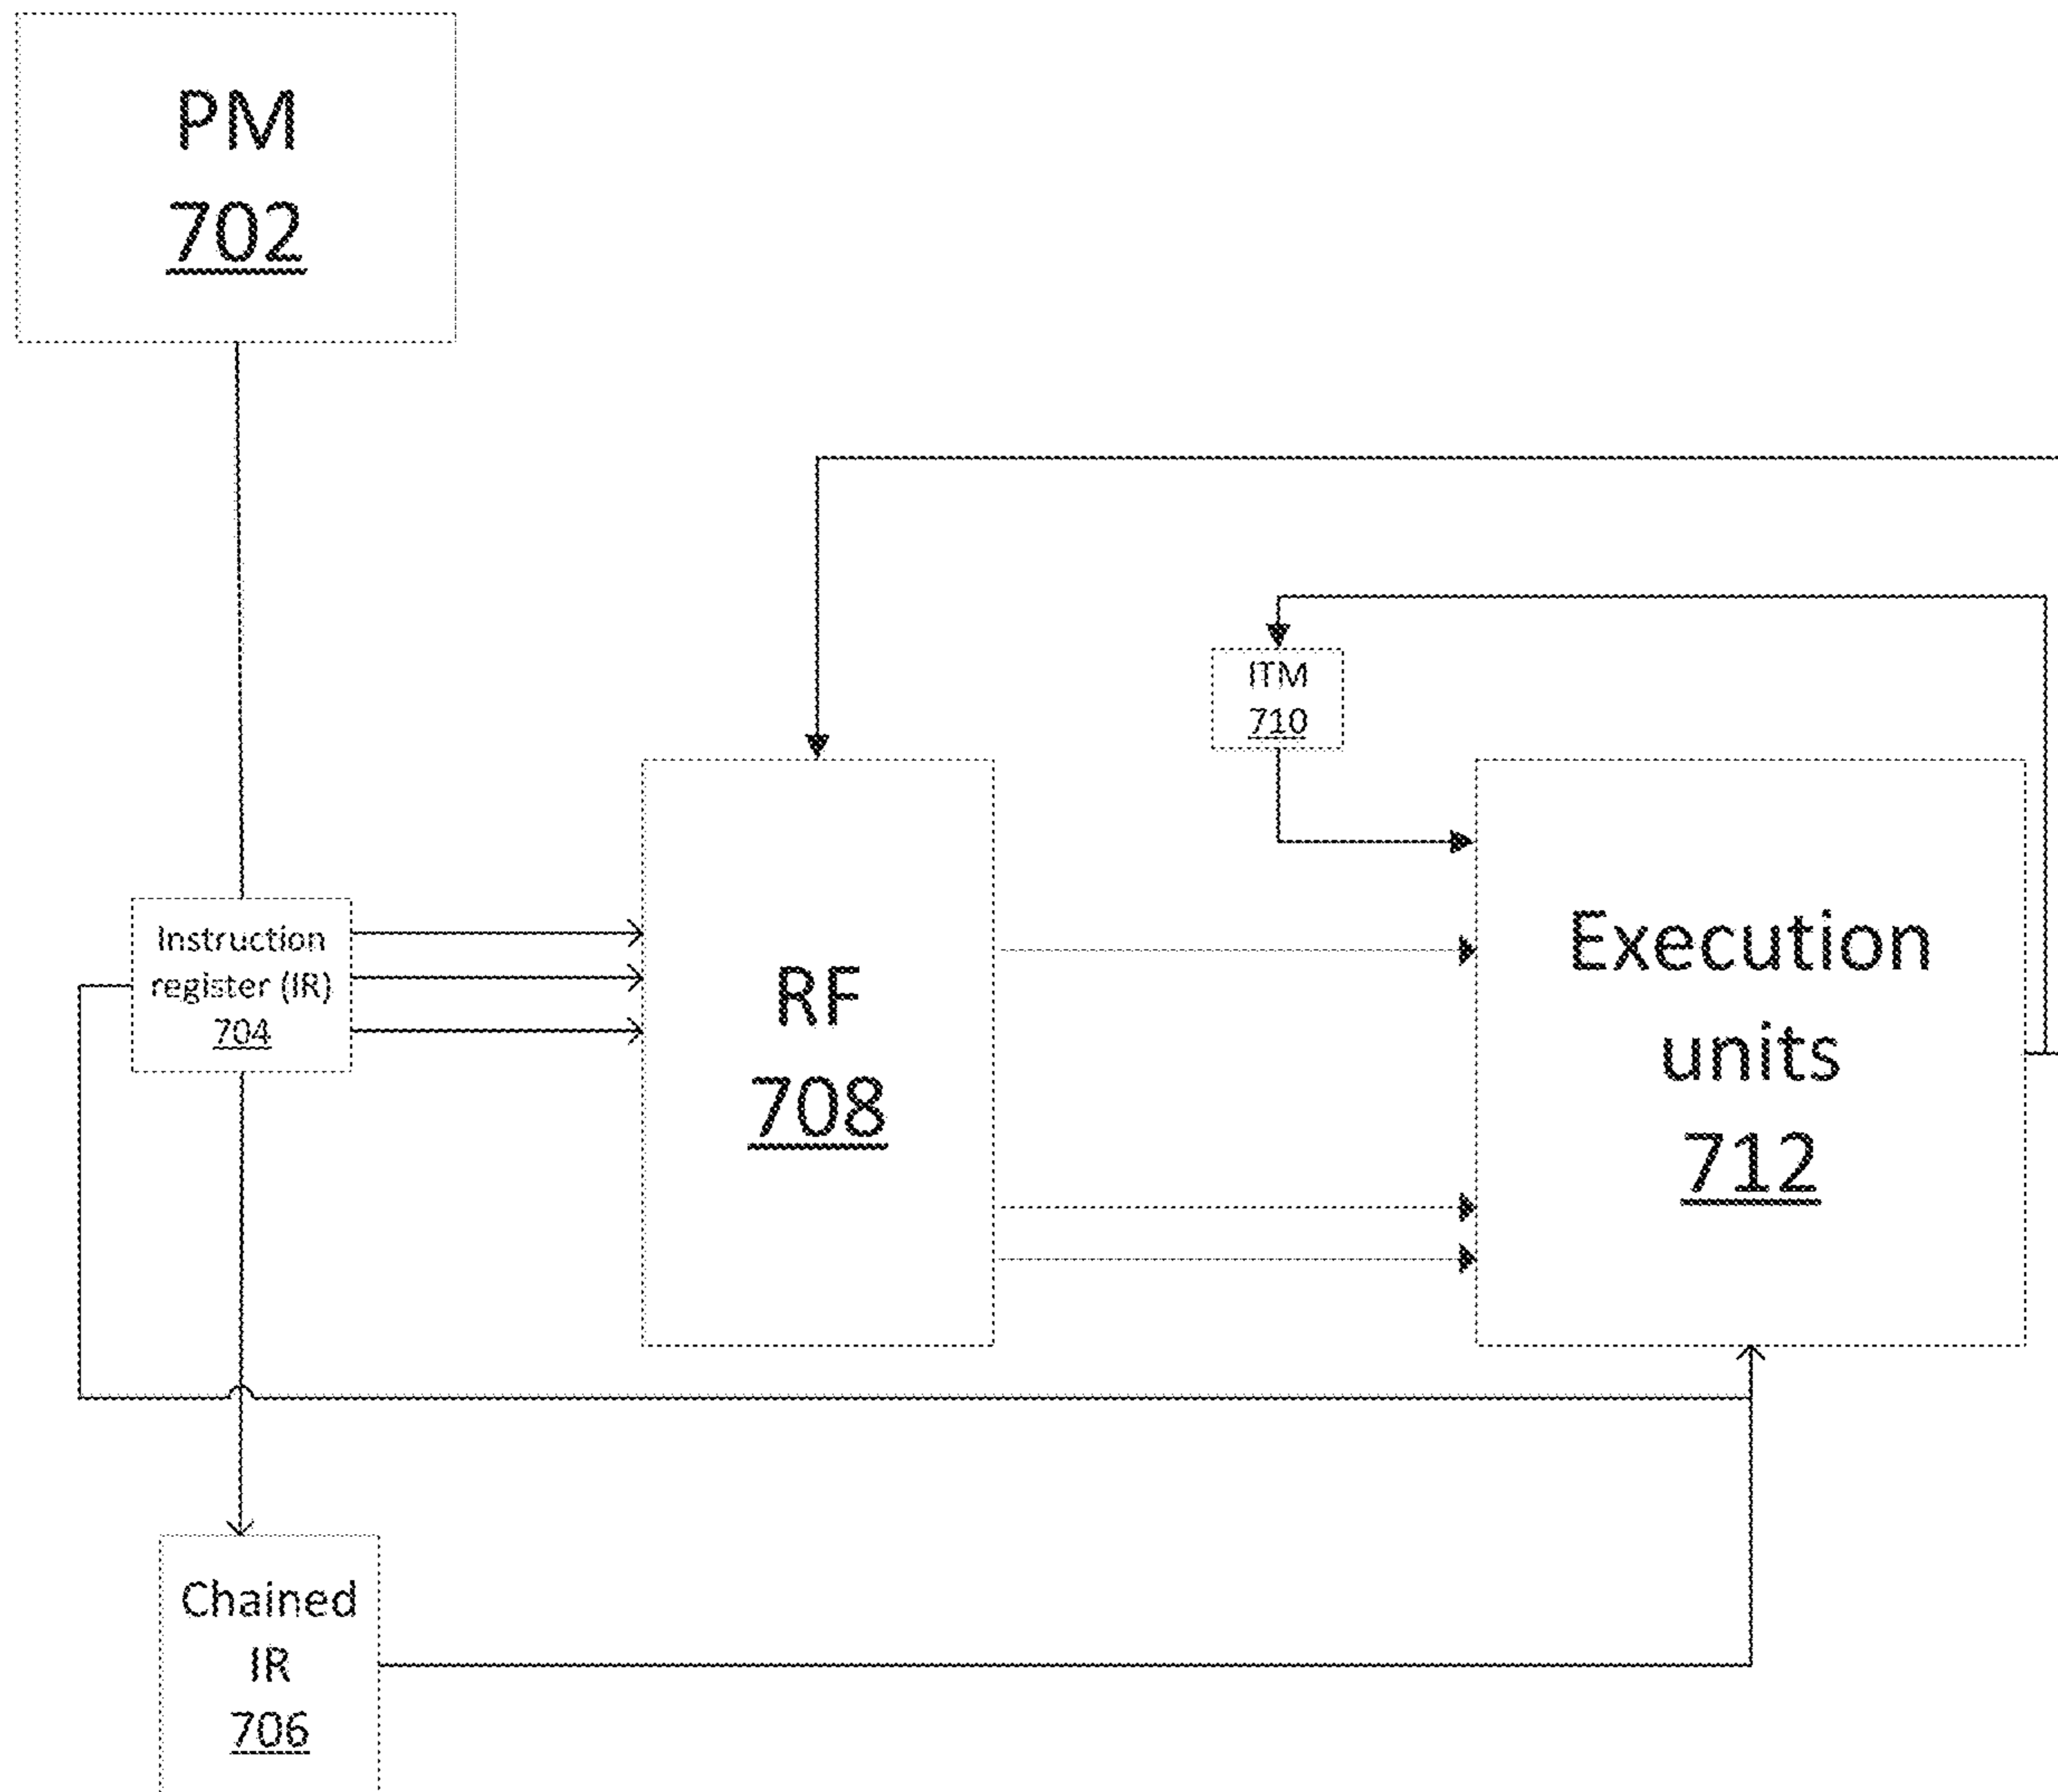 PM
702
ITM
710
Instruction
register (IR)
704
RF
708
Execution
units
712
Chained
IR
706